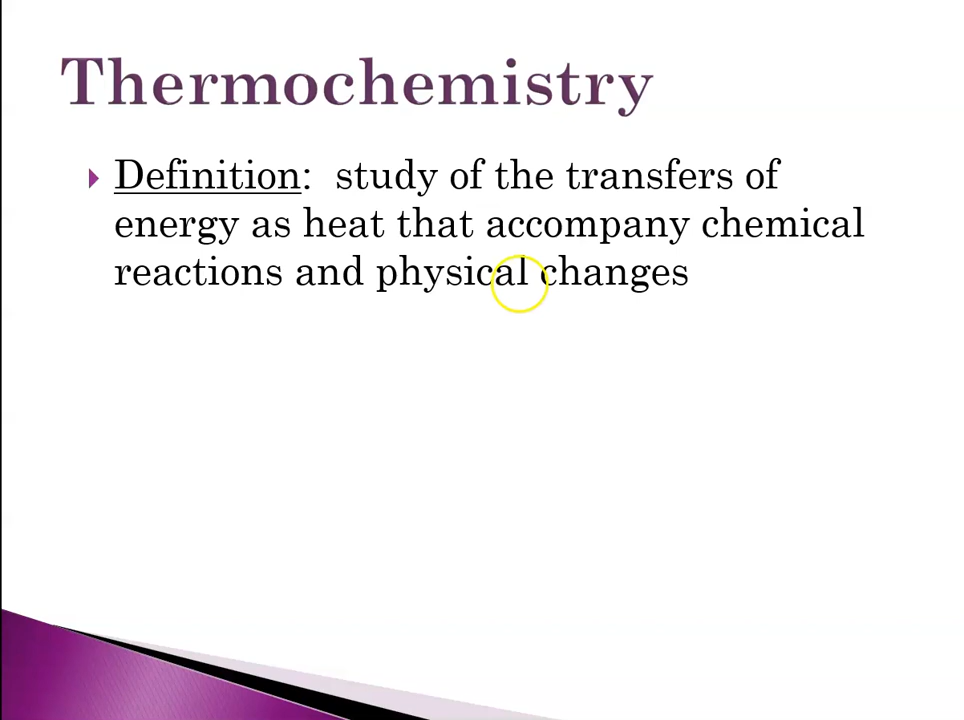 Thermochemistry
Definition: study of the transfers of
energy as heat that accompany chemical
reactions and physical changes